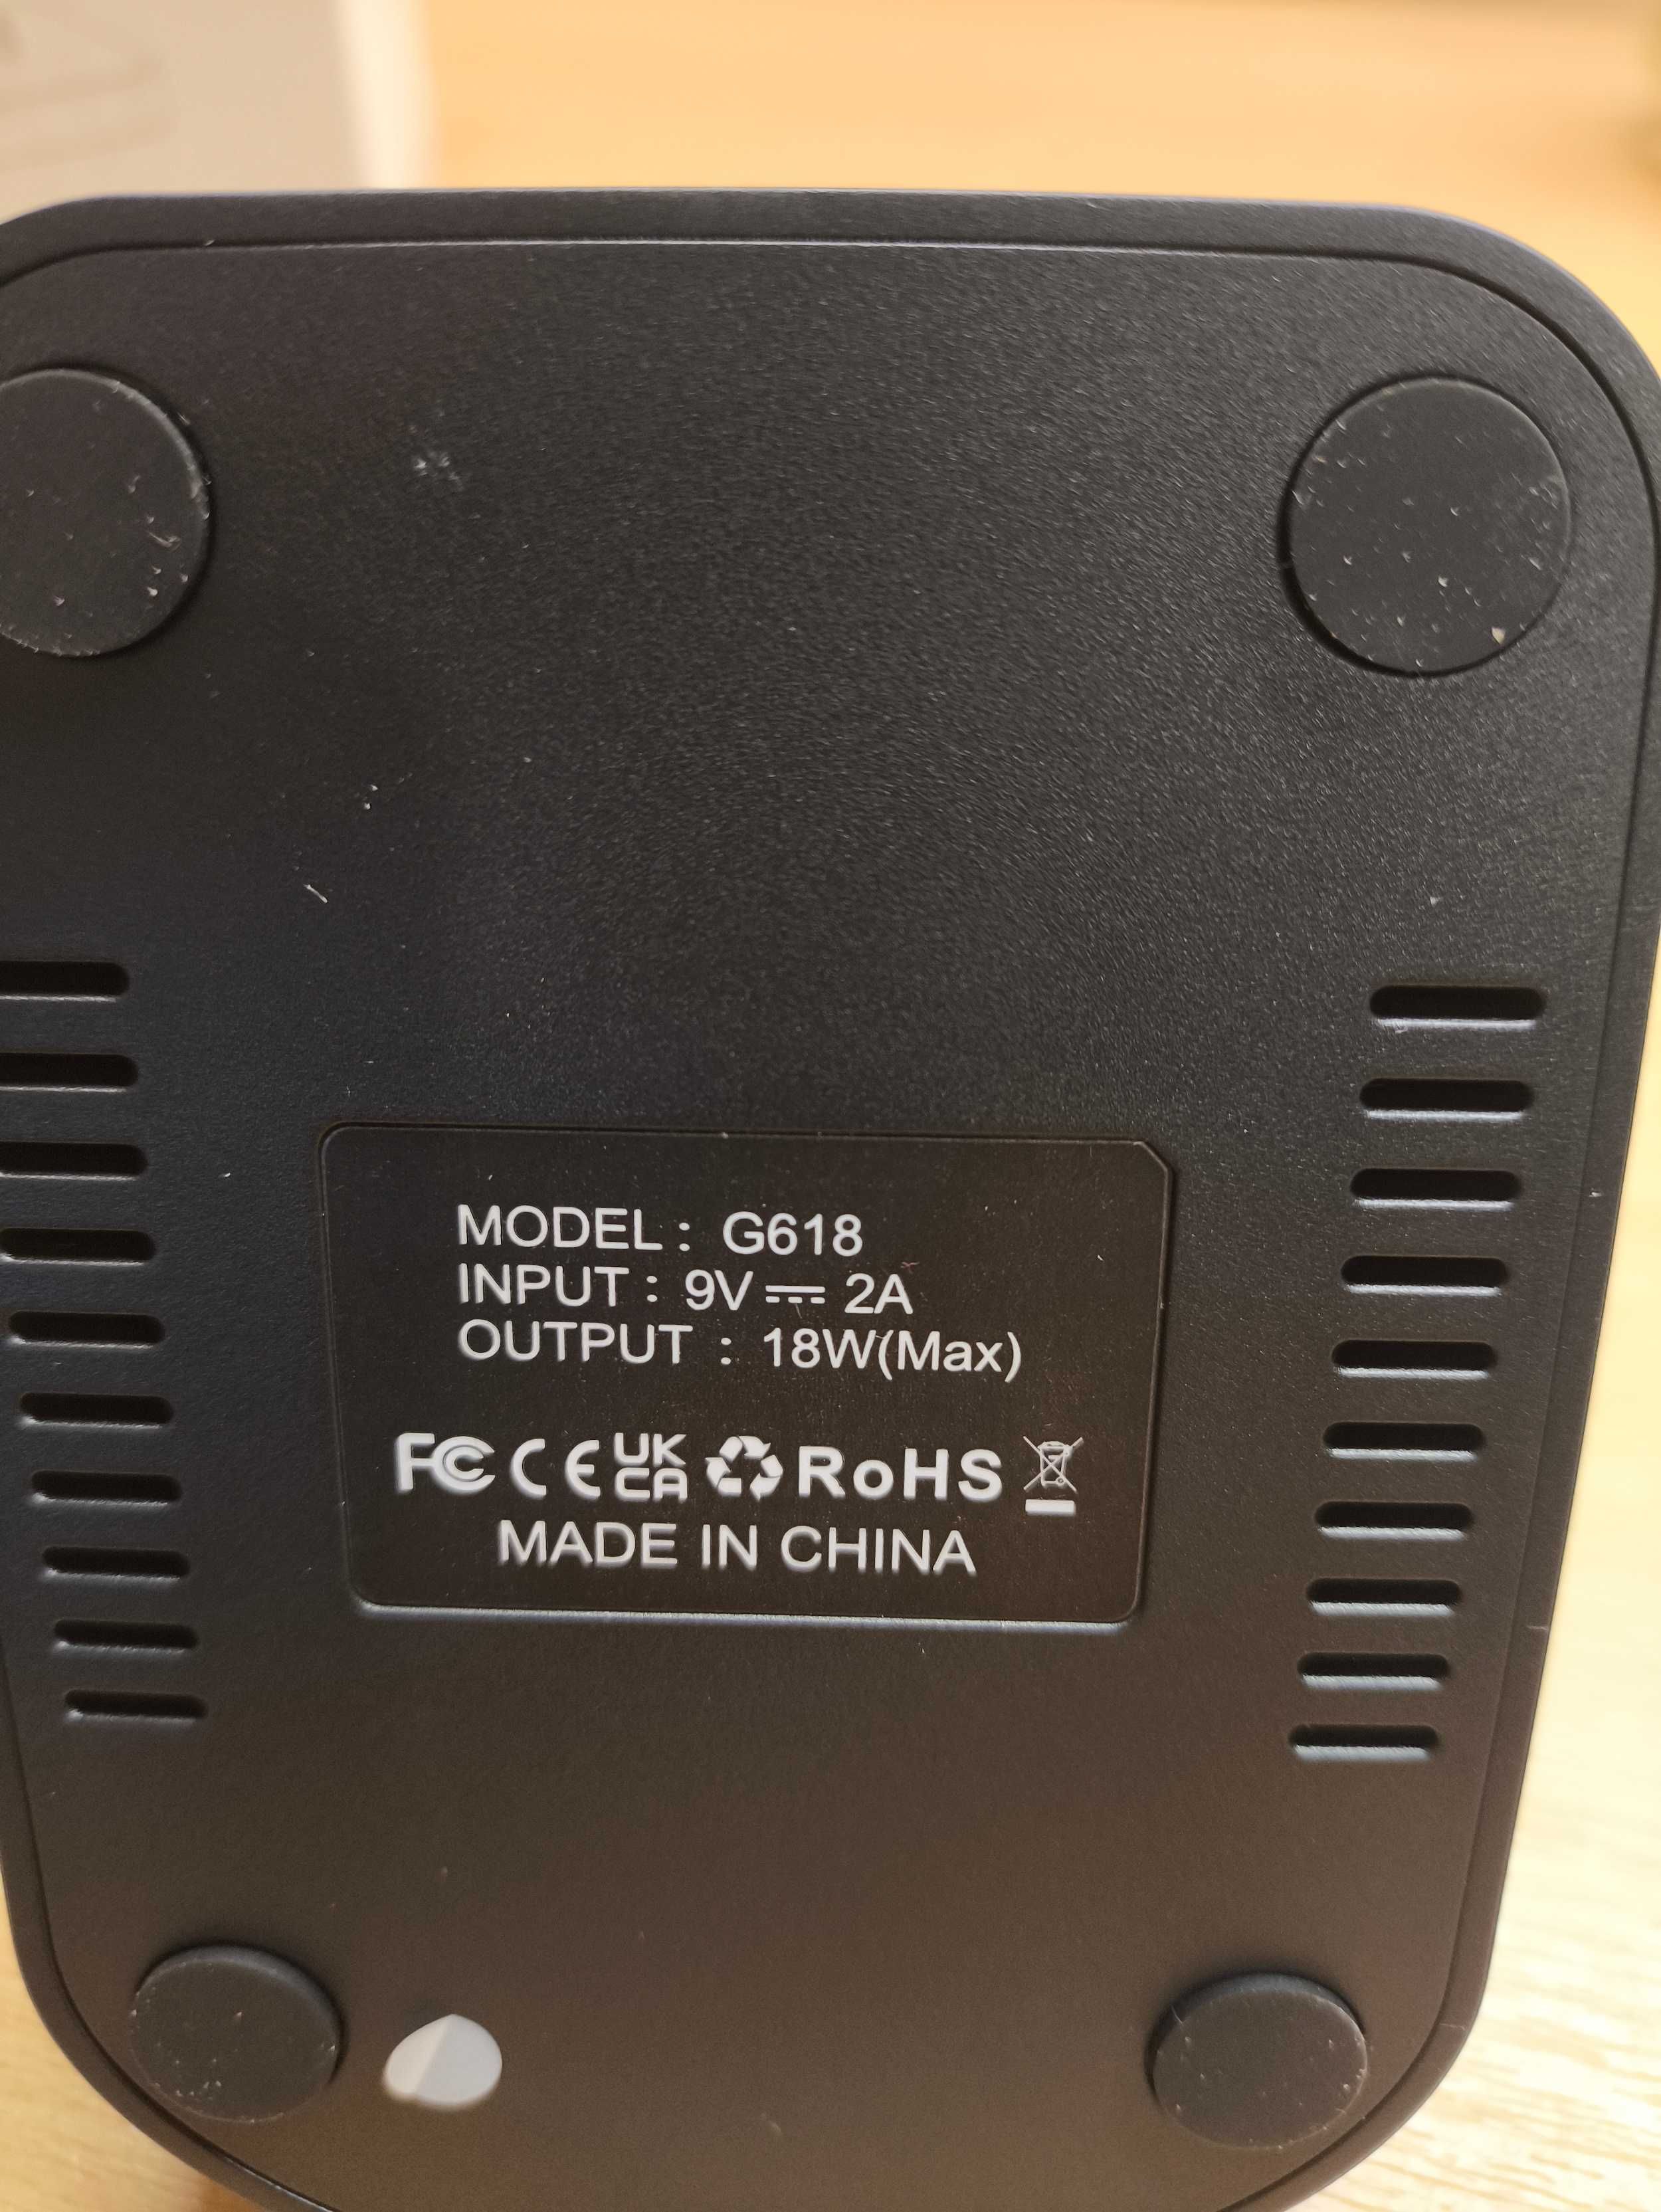 MODEL : G618
INPUT : 9V⎓2A
OUTPUT : 18W(Max)
FC CE UK CA RoHS
MADE IN CHINA